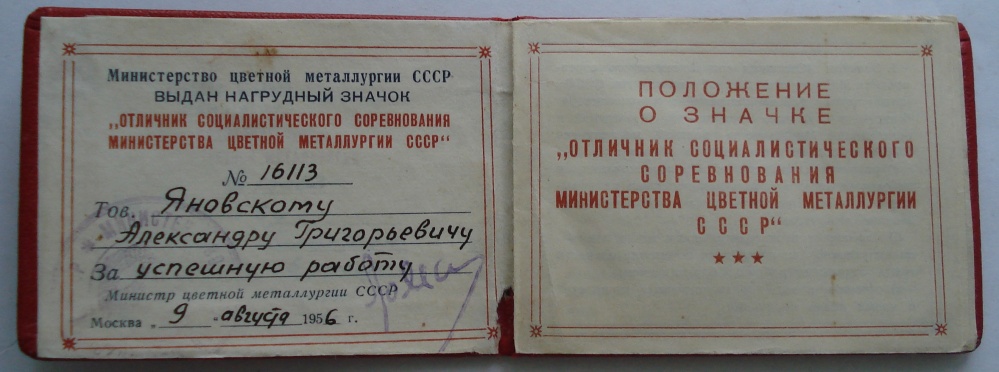 Министерство цветной металлургии СССР
ВЫДАН НАГРУДНЫЙ ЗНАЧОК
„ОТЛИЧНИК СОЦИАЛИСТИЧЕСКОГО СОРЕВНОВАНИЯ
МИНИСТЕРСТВА ЦВЕТНОЙ МЕТАЛЛУРГИИ СССР“
№ 16113
Тов. Яновскому
Александру Григорьевичу
За успешную работу
Министр цветной металлургии СССР
Москва „9 „ августа 1956 г.
ПОЛОЖЕНИЕ
О ЗНАЧКЕ
„ОТЛИЧНИК СОЦИАЛИСТИЧЕСКОГО
СОРЕВНОВАНИЯ
МИНИСТЕРСТВА ЦВЕТНОЙ МЕТАЛЛУРГИИ
СССР“
★★★